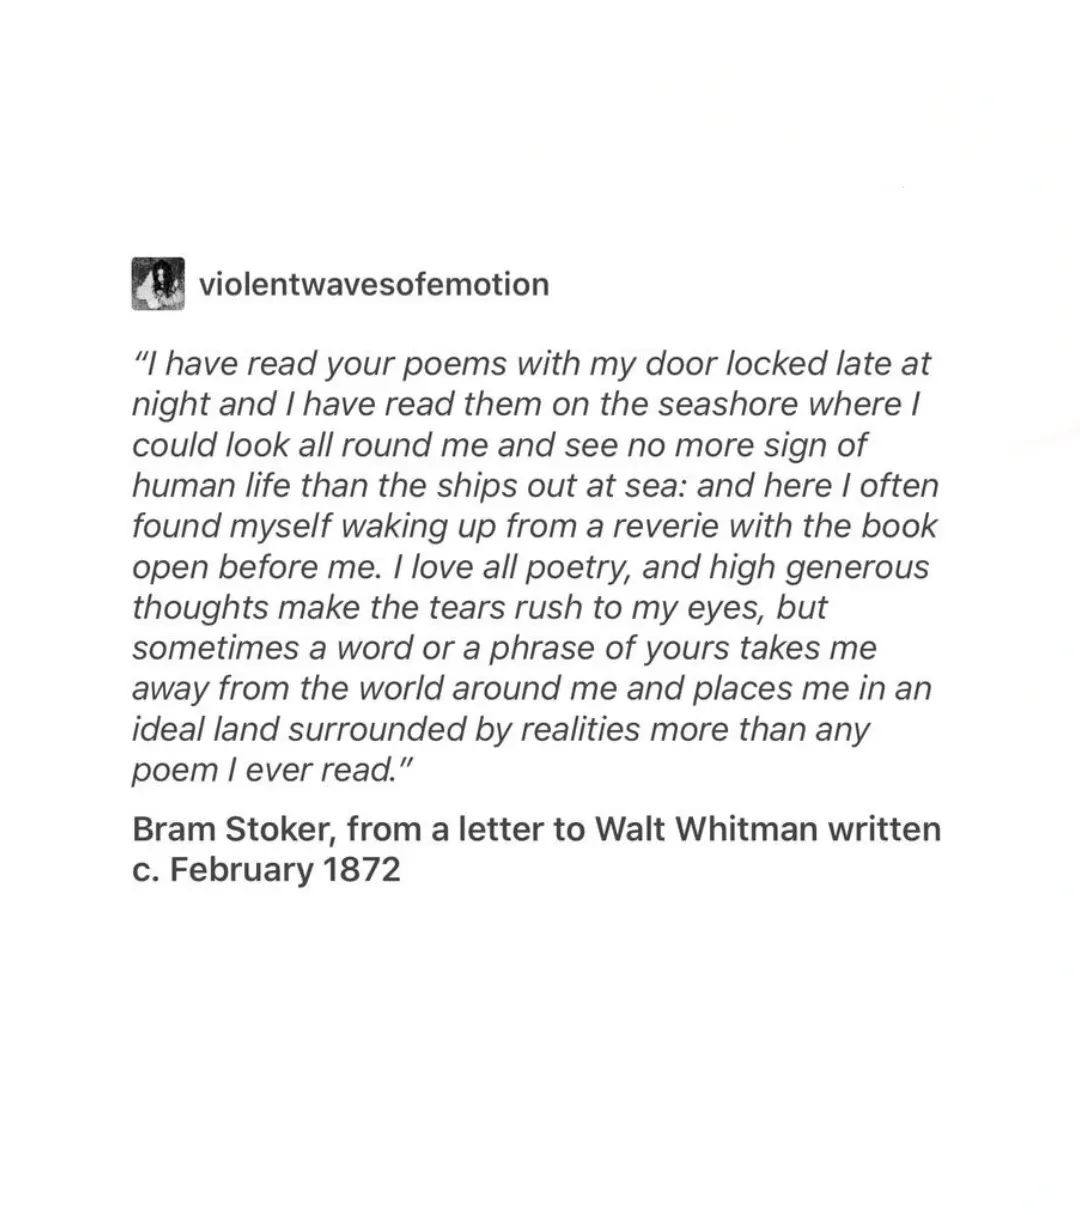 violentwavesofemotion
“I have read your poems with my door locked late at
night and I have read them on the seashore where I
could look all round me and see no more sign of
human life than the ships out at sea: and here I often
found myself waking up from a reverie with the book
open before me. I love all poetry, and high generous
thoughts make the tears rush to my eyes, but
sometimes a word or a phrase of yours takes me
away from the world around me and places me in an
ideal land surrounded by realities more than any
poem I ever read.”
Bram Stoker, from a letter to Walt Whitman written
c. February 1872